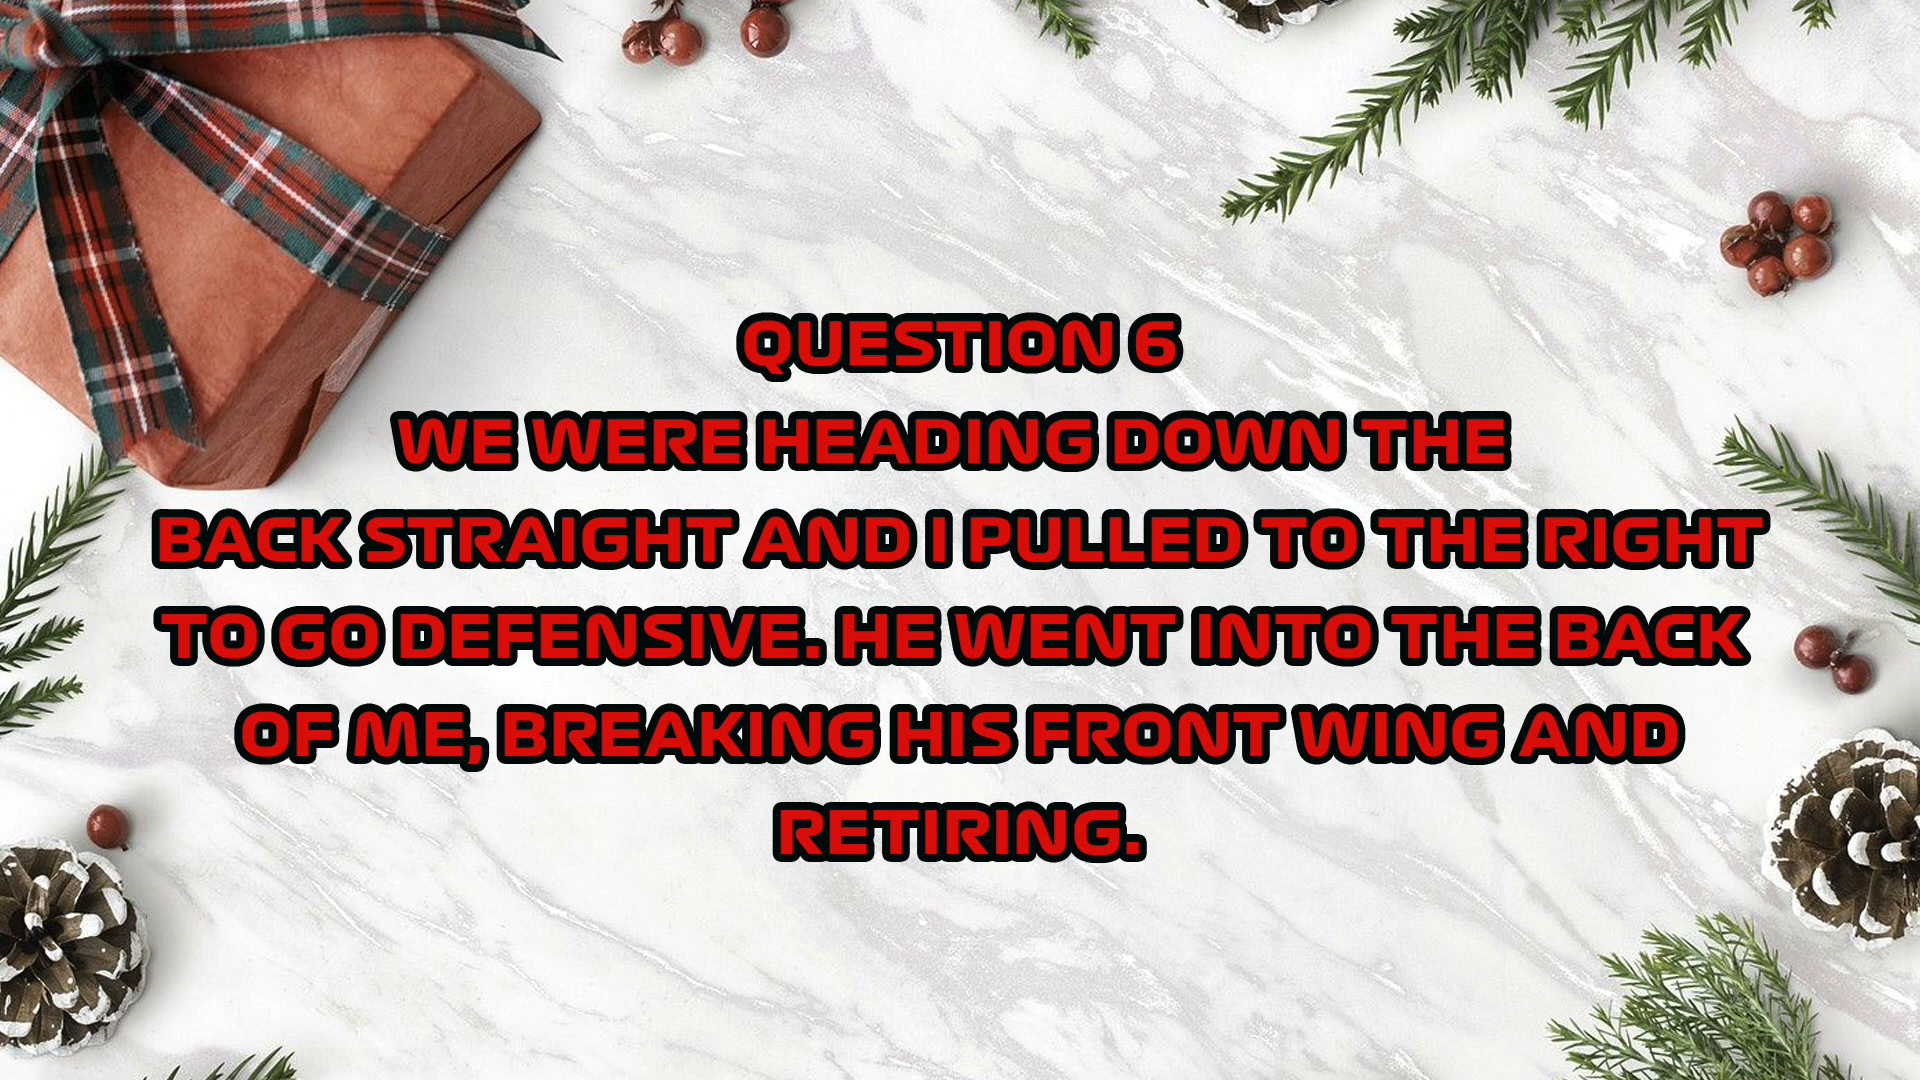 QUESTION 6
WE WERE HEADING DOWN THE
BACK STRAIGHT AND I PULLED TO THE RIGHT
TO GO DEFENSIVE. HE WENT INTO THE BACK
OF ME, BREAKING HIS FRONT WING AND
RETIRING.